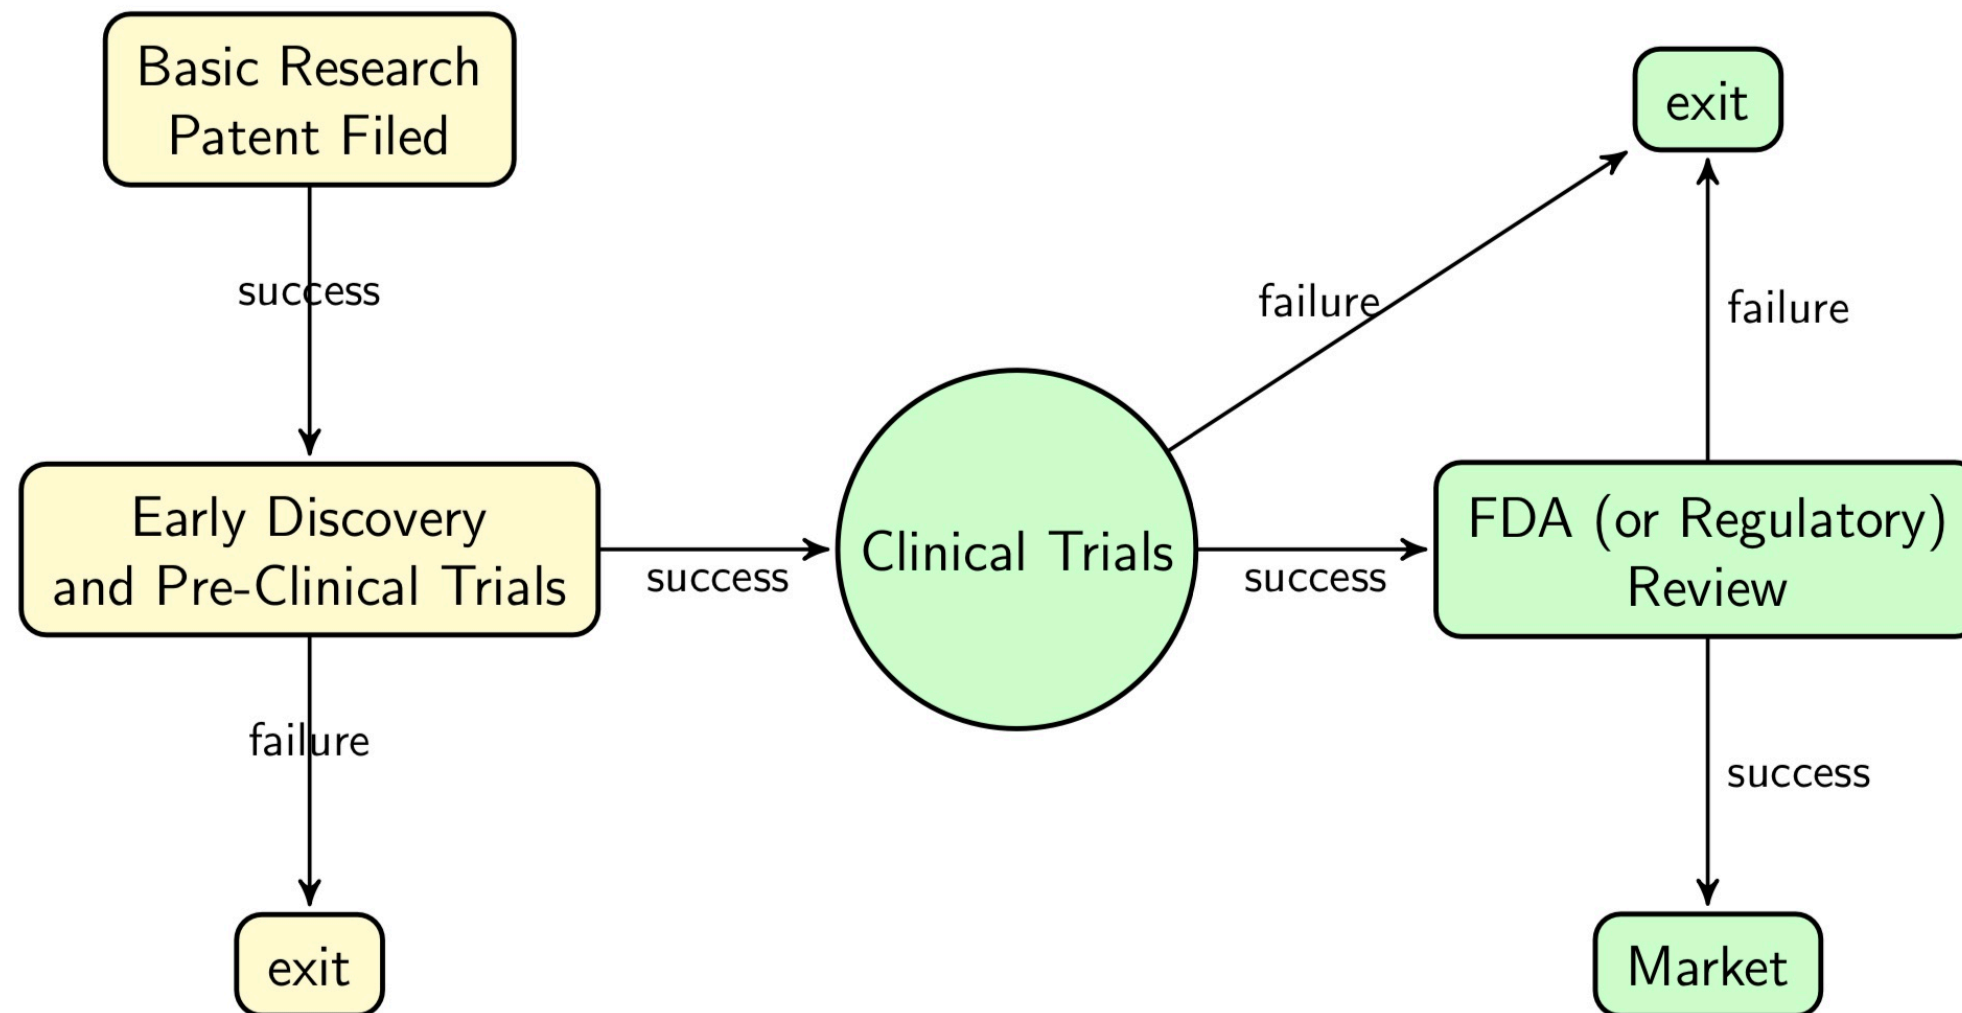 Basic Research
Patent Filed
exit
success
failure
failure
Early Discovery
and Pre-Clinical Trials
success
Clinical Trials
success
FDA (or Regulatory)
Review
failure
success
exit
Market